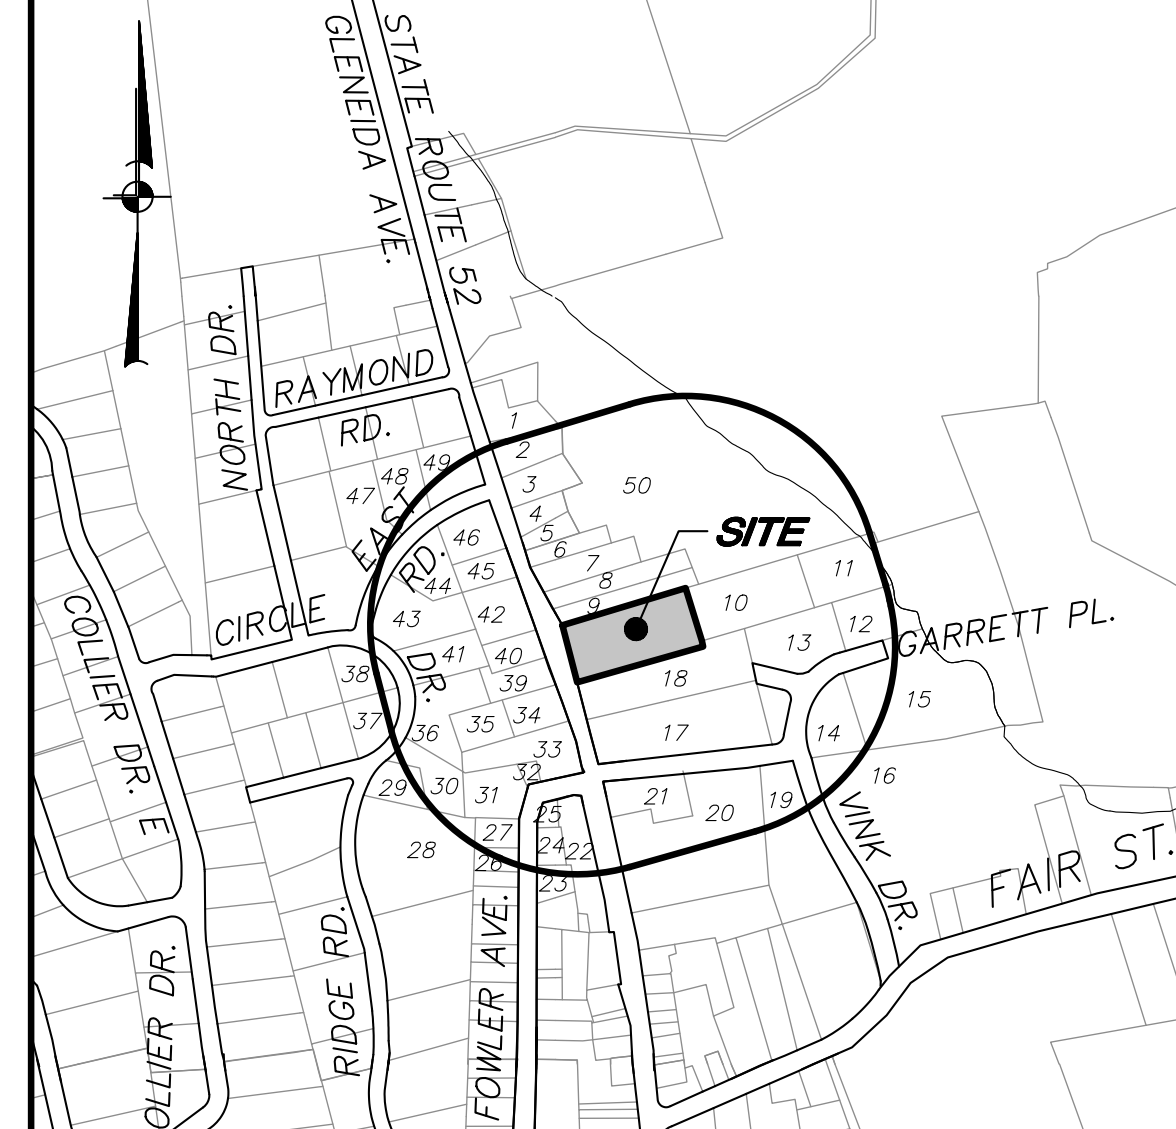 STATE ROUTE 52
GLENEIDA AVE.
NORTH DR.
RAYMOND
RD.
1
2
3
4
5
6
7
8
9
50
SITE
49
48
47
EAST
RD.
46
45
44
43
42
41
40
39
CIRCLE
DR.
38
37
36
35
34
33
32
31
30
29
28
27
26
25
24
23
22
21
20
19
18
17
10
11
12
13
14
15
16
GARRETT PL.
VINK DR.
FAIR ST.
COLLIER DR. E
OLLIER DR.
RIDGE RD.
FOWLER AVE.